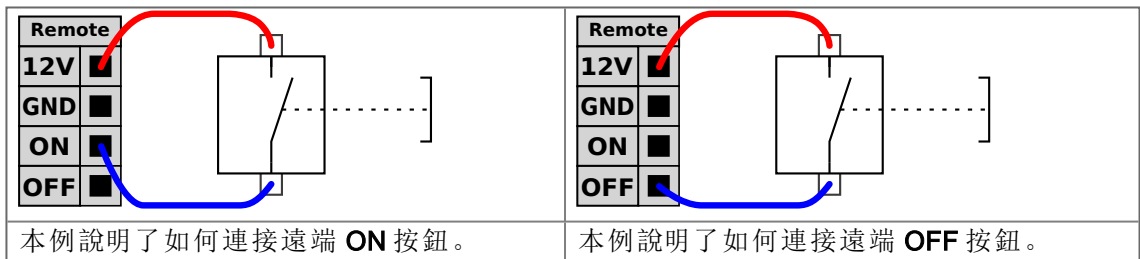 Remote
12V
GND
ON
OFF
本例說明了如何連接遠端 ON 按鈕。
Remote
12V
GND
ON
OFF
本例說明了如何連接遠端 OFF 按鈕。